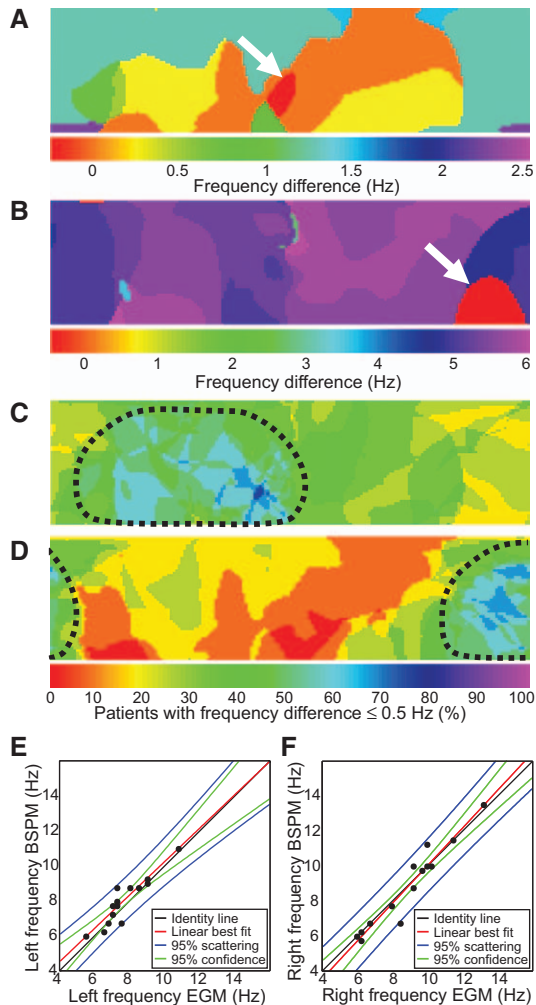 A
0 0.5 1 1.5 2 2.5
Frequency difference (Hz)
B
0 1 2 3 4 5 6
Frequency difference (Hz)
C
D
0 10 20 30 40 50 60 70 80 90 100
Patients with frequency difference ≤ 0.5 Hz (%)
E
Left frequency BSPM (Hz)
14
12
10
8
6
4
4 6 8 10 12 14
Left frequency EGM (Hz)
Identity line
Linear best fit
95% scattering
95% confidence
F
Right frequency BSPM (Hz)
14
12
10
8
6
4
4 6 8 10 12 14
Right frequency EGM (Hz)
Identity line
Linear best fit
95% scattering
95% confidence